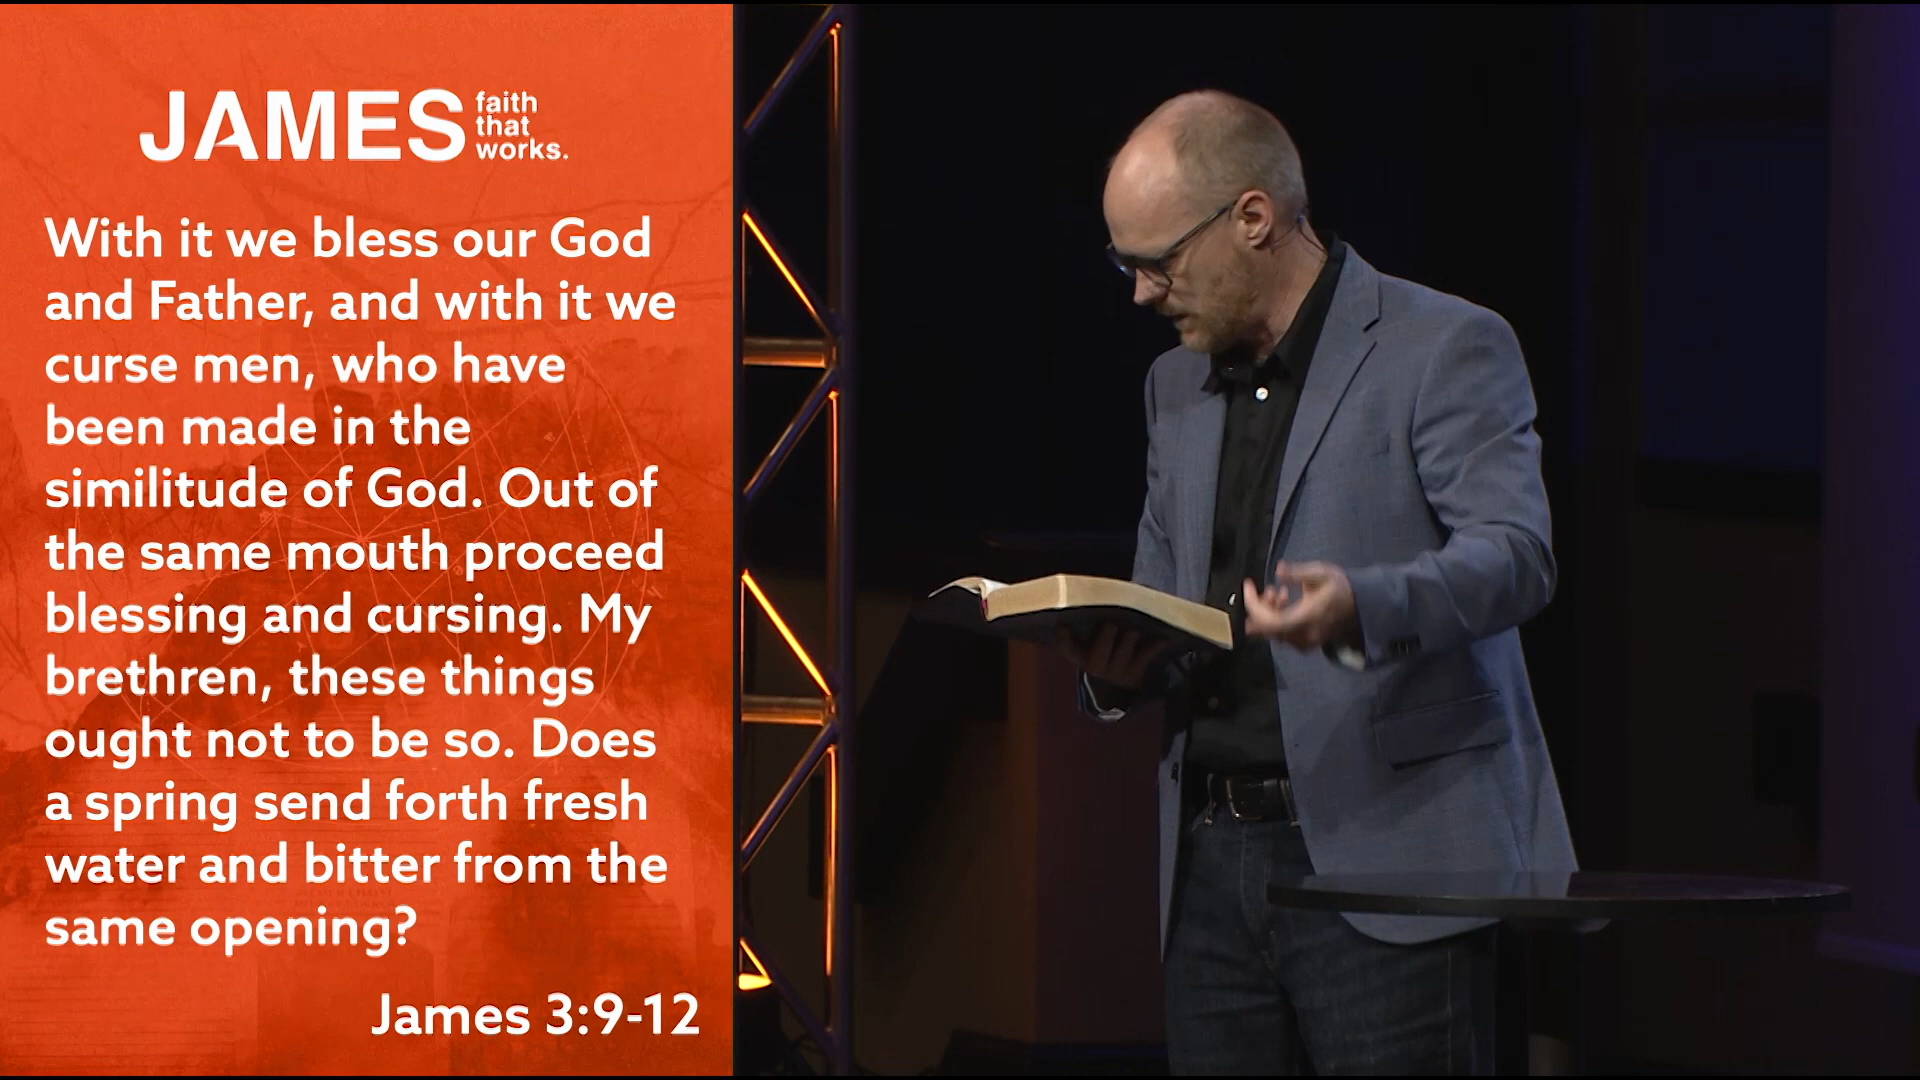 JAMES
faith
that
works.
With it we bless our God
and Father, and with it we
curse men, who have
been made in the
similitude of God. Out of
the same mouth proceed
blessing and cursing. My
brethren, these things
ought not to be so. Does
a spring send forth fresh
water and bitter from the
same opening?
James 3:9-12